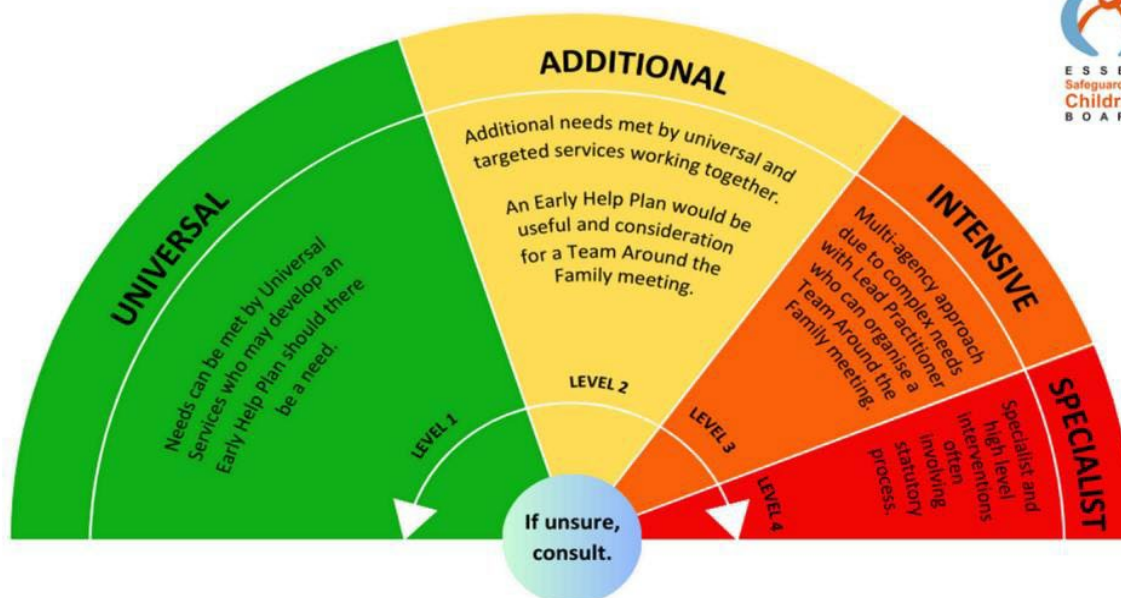 UNIVERSAL
Needs can be met by Universal
Services who may develop an
Early Help Plan should there
be a need.
LEVEL 1
ADDITIONAL
Additional needs met by universal and
targeted services working together.
An Early Help Plan would be
useful and consideration
for a Team Around the
Family meeting.
LEVEL 2
INTENSIVE
Multi-agency approach
due to complex needs
with Lead Practitioner
who can organise a
Team Around the
Family meeting.
LEVEL 3
SPECIALIST
Specialist and
high level
interventions
often
involving
statutory
process.
LEVEL 4
If unsure,
consult.